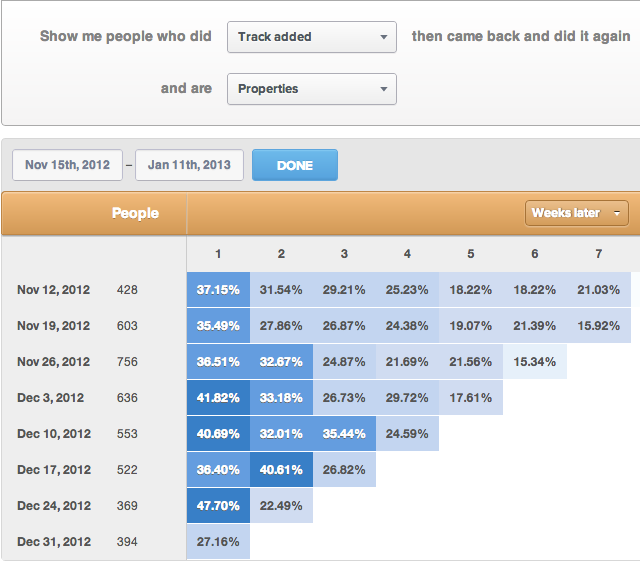 Show me people who did Track added then came back and did it again
and are Properties
Nov 15th, 2012 – Jan 11th, 2013 DONE
People Weeks later
1 2 3 4 5 6 7
Nov 12, 2012 428 37.15% 31.54% 29.21% 25.23% 18.22% 18.22% 21.03%
Nov 19, 2012 603 35.49% 27.86% 26.87% 24.38% 19.07% 21.39% 15.92%
Nov 26, 2012 756 36.51% 32.67% 24.87% 21.69% 21.56% 15.34%
Dec 3, 2012 636 41.82% 33.18% 26.73% 29.72% 17.61%
Dec 10, 2012 553 40.69% 32.01% 35.44% 24.59%
Dec 17, 2012 522 36.40% 40.61% 26.82%
Dec 24, 2012 369 47.70% 22.49%
Dec 31, 2012 394 27.16%